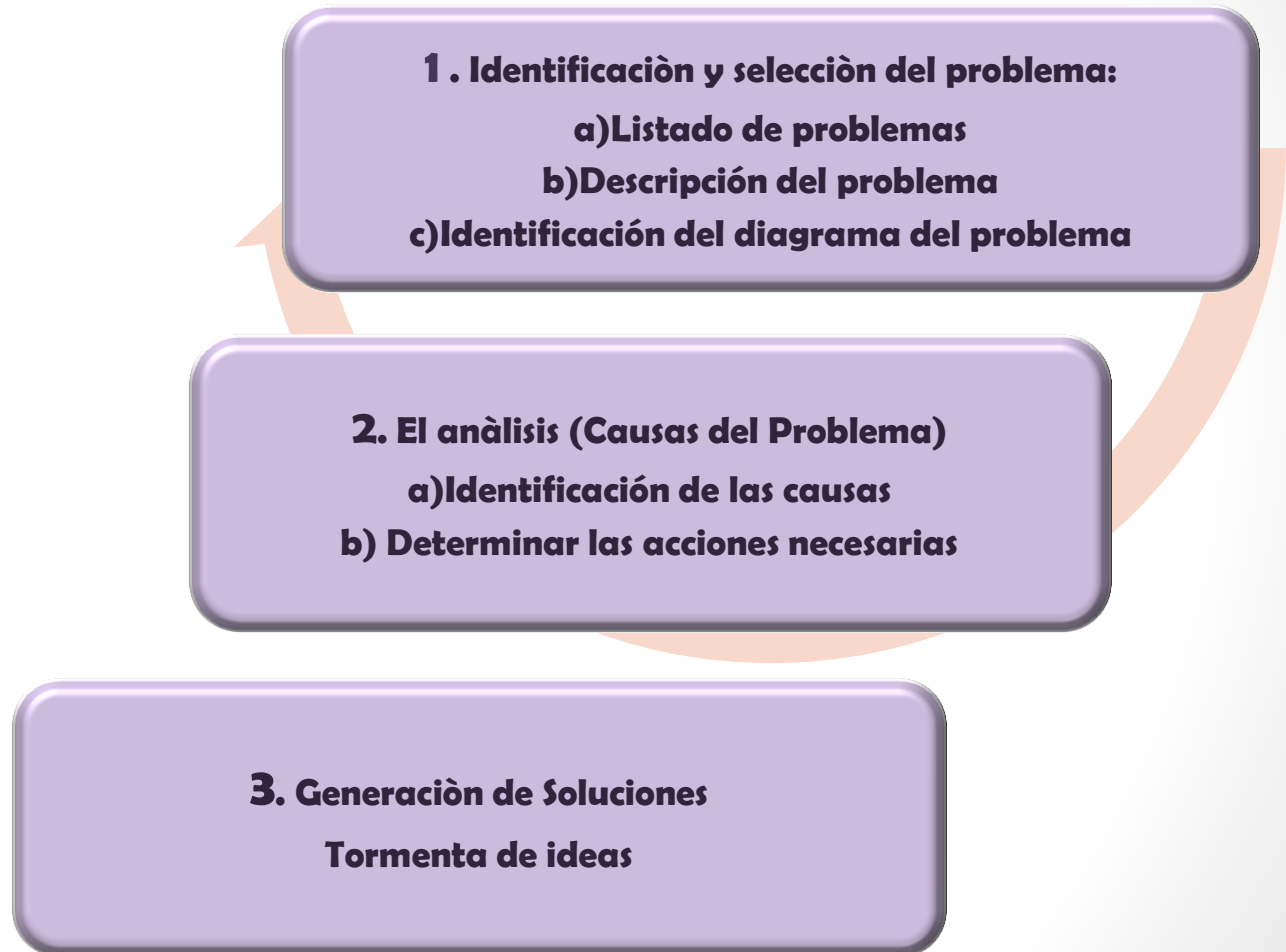 1 . Identificaciòn y selecciòn del problema:
a)Listado de problemas
b)Descripción del problema
c)Identificación del diagrama del problema
2. El anàlisis (Causas del Problema)
a)Identificación de las causas
b) Determinar las acciones necesarias
3. Generaciòn de Soluciones
Tormenta de ideas